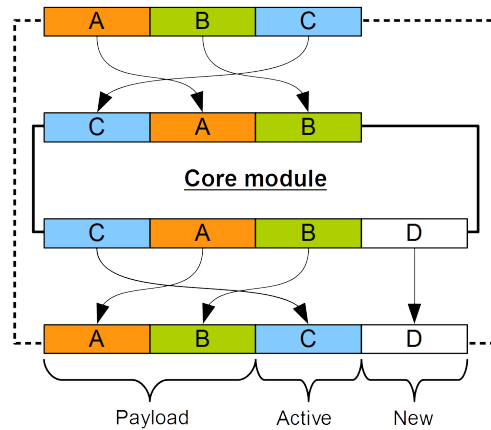 A B C
C A B
Core module
C A B D
A B C D
Payload Active New